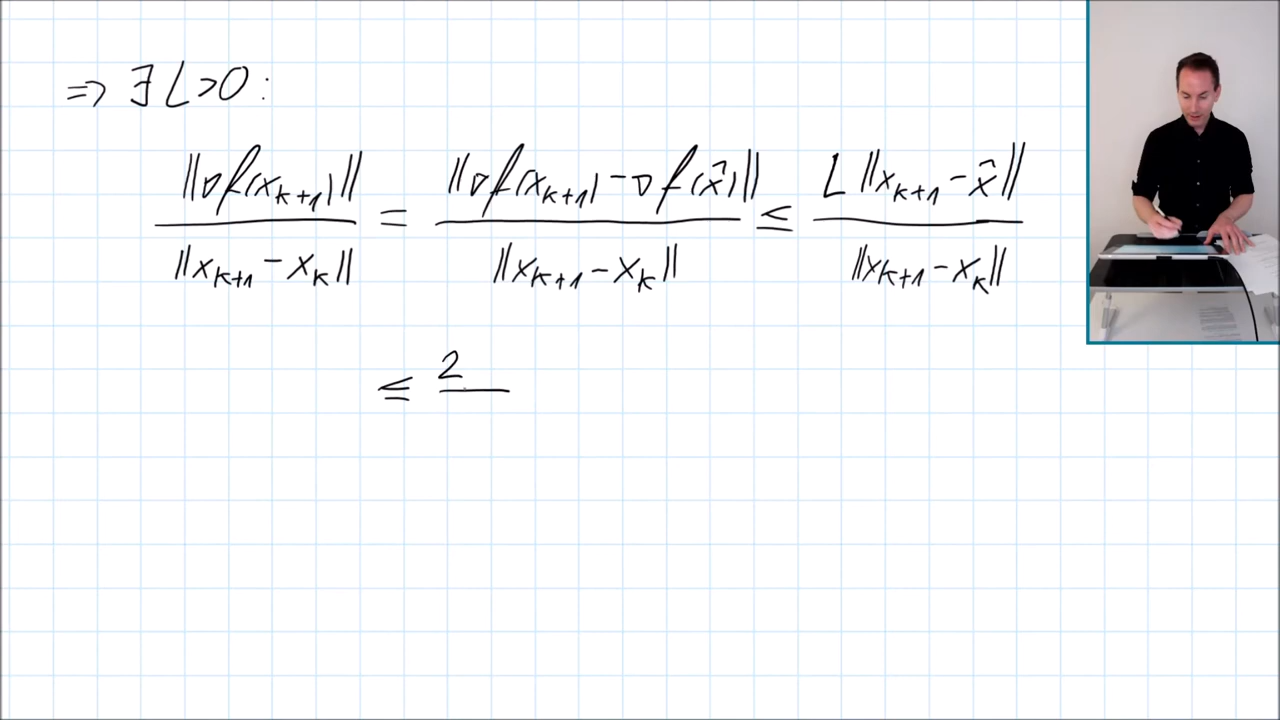 ⇒ ∃ L > 0 :
‖∇f(x_{k+1})‖ / ‖x_{k+1} − x_k‖ = ‖∇f(x_{k+1}) − ∇f(x̂)‖ / ‖x_{k+1} − x_k‖ ≤ L‖x_{k+1} − x̂‖ / ‖x_{k+1} − x_k‖
≤ 2 /